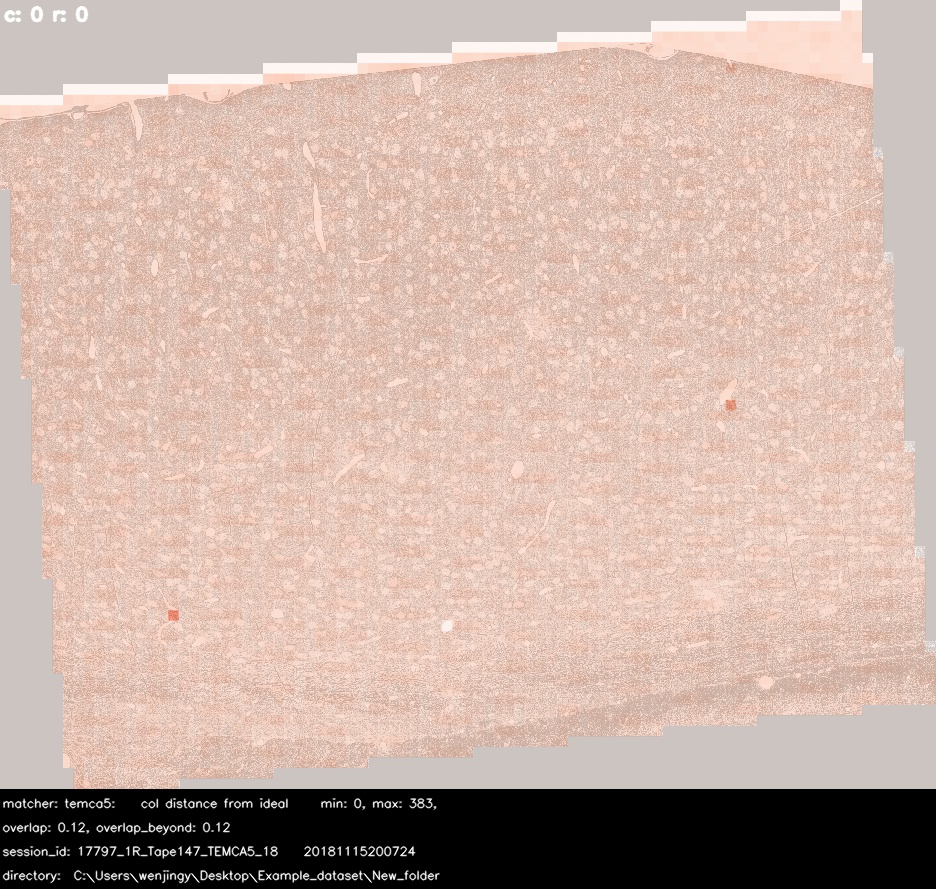 c: 0 r: 0
matcher: temca5: col distance from ideal min: 0, max: 383,
overlap: 0.12, overlap_beyond: 0.12
session_id: 17797_1R_Tape147_TEMCA5_18 20181115200724
directory: C:\Users\wenjingy\Desktop\Example_dataset\New_folder